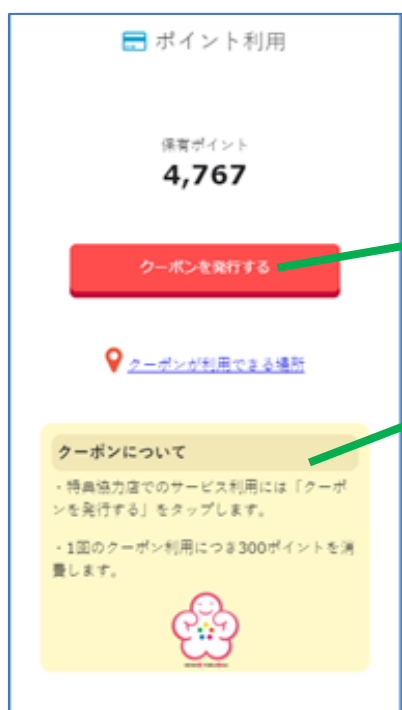 ポイント利用
保有ポイント
4,767
クーポンを発行する
クーポンが利用できる場所
クーポンについて
・特典協力店でのサービス利用には「クーポ
ンを発行する」をタップします。
・1回のクーポン利用につき300ポイントを消
費します。